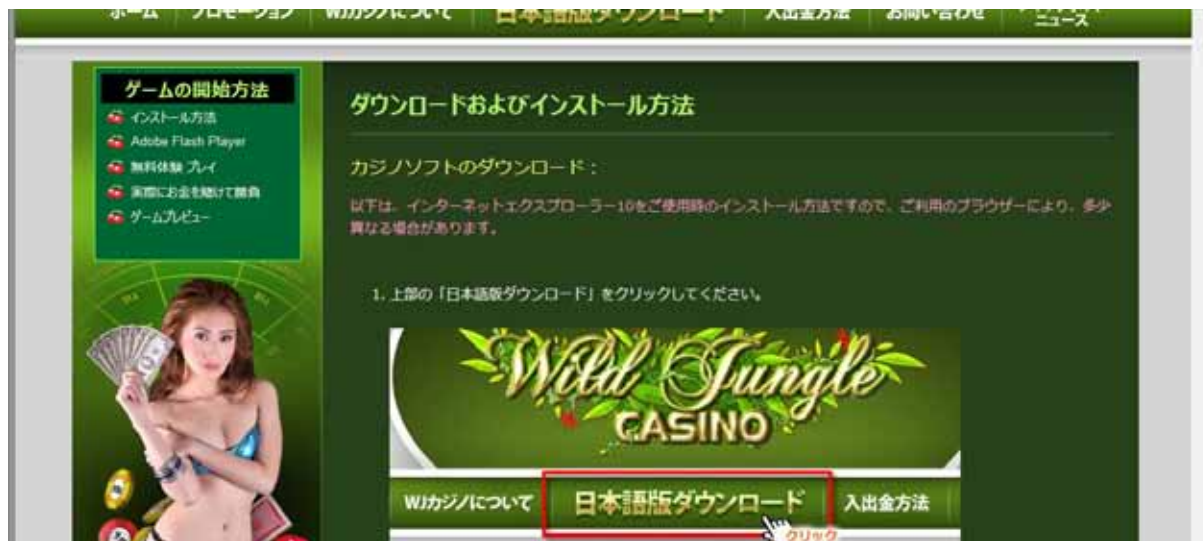 ホーム プロモーション WJカジノについて 日本語版ダウンロード 入出金方法 お問い合わせ
ニュース
ゲームの開始方法
インストール方法
Adobe Flash Player
無料体験 プレイ
実際にお金を賭けて勝負
ゲームプレビュー
ダウンロードおよびインストール方法
カジノソフトのダウンロード：
以下は、インターネットエクスプローラー10をご使用時のインストール方法ですので、ご利用のブラウザーにより、多少
異なる場合があります。
1. 上部の「日本語版ダウンロード」をクリックしてください。
Wild Jungle
CASINO
WJカジノについて 日本語版ダウンロード 入出金方法
クリック